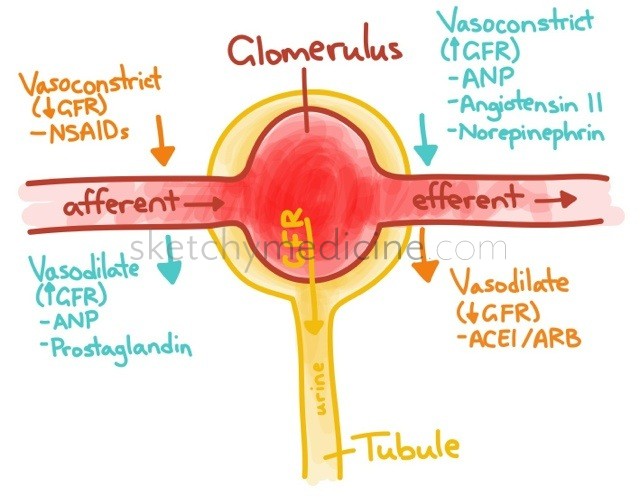 Glomerulus
Vasoconstrict
(↓GFR)
- NSAIDs
Vasoconstrict
(↑GFR)
- ANP
- Angiotensin II
- Norepinephrin
afferent →
efferent →
GFR
sketchymedicine.com
Vasodilate
(↑GFR)
- ANP
- Prostaglandin
Vasodilate
(↓GFR)
- ACEI/ARB
urine
Tubule